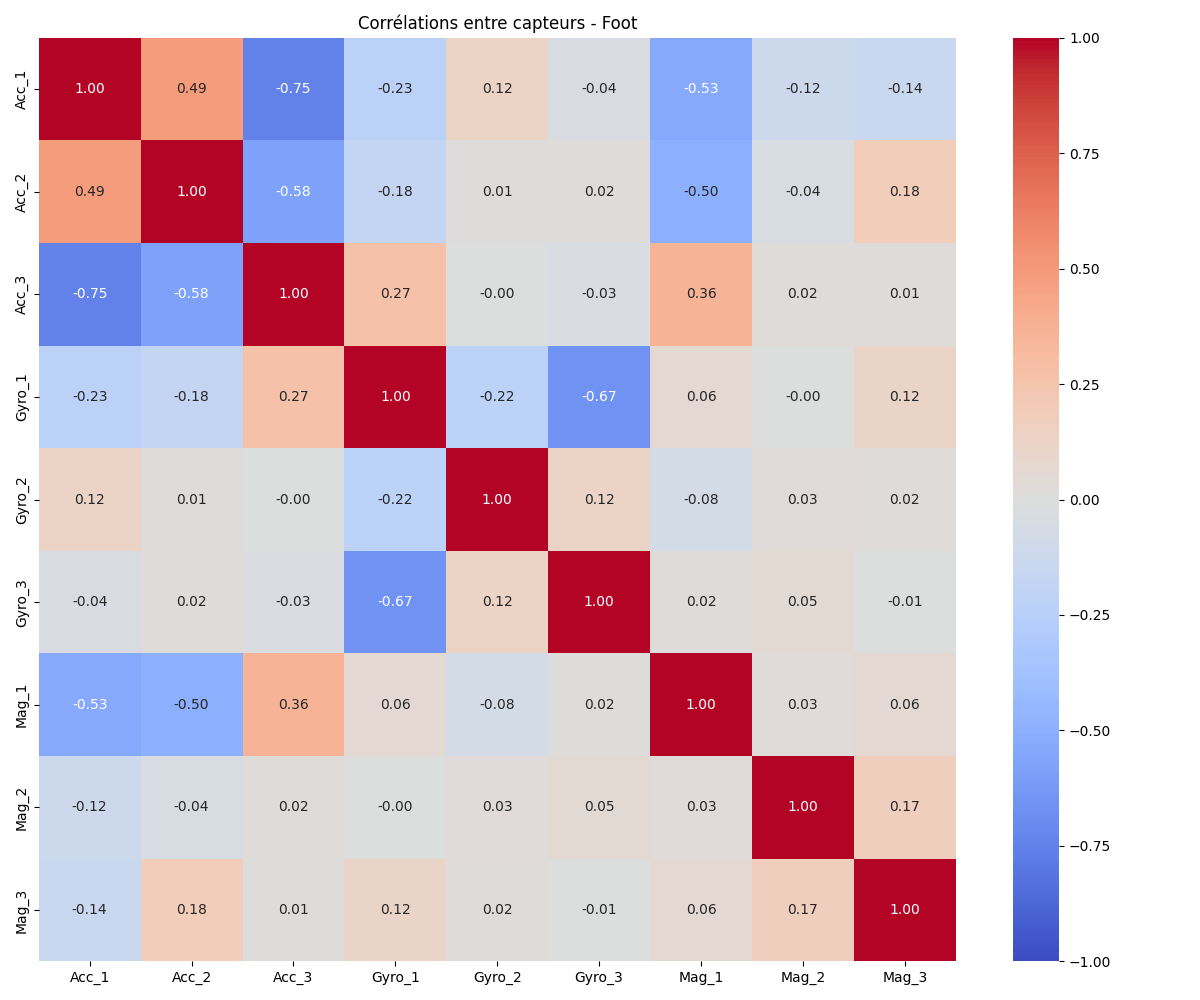 Corrélations entre capteurs - Foot
Acc_1 1.00 0.49 -0.75 -0.23 0.12 -0.04 -0.53 -0.12 -0.14
Acc_2 0.49 1.00 -0.58 -0.18 0.01 0.02 -0.50 -0.04 0.18
Acc_3 -0.75 -0.58 1.00 0.27 -0.00 -0.03 0.36 0.02 0.01
Gyro_1 -0.23 -0.18 0.27 1.00 -0.22 -0.67 0.06 -0.00 0.12
Gyro_2 0.12 0.01 -0.00 -0.22 1.00 0.12 -0.08 0.03 0.02
Gyro_3 -0.04 0.02 -0.03 -0.67 0.12 1.00 0.02 0.05 -0.01
Mag_1 -0.53 -0.50 0.36 0.06 -0.08 0.02 1.00 0.03 0.06
Mag_2 -0.12 -0.04 0.02 -0.00 0.03 0.05 0.03 1.00 0.17
Mag_3 -0.14 0.18 0.01 0.12 0.02 -0.01 0.06 0.17 1.00
Acc_1 Acc_2 Acc_3 Gyro_1 Gyro_2 Gyro_3 Mag_1 Mag_2 Mag_3
1.00
0.75
0.50
0.25
0.00
−0.25
−0.50
−0.75
−1.00